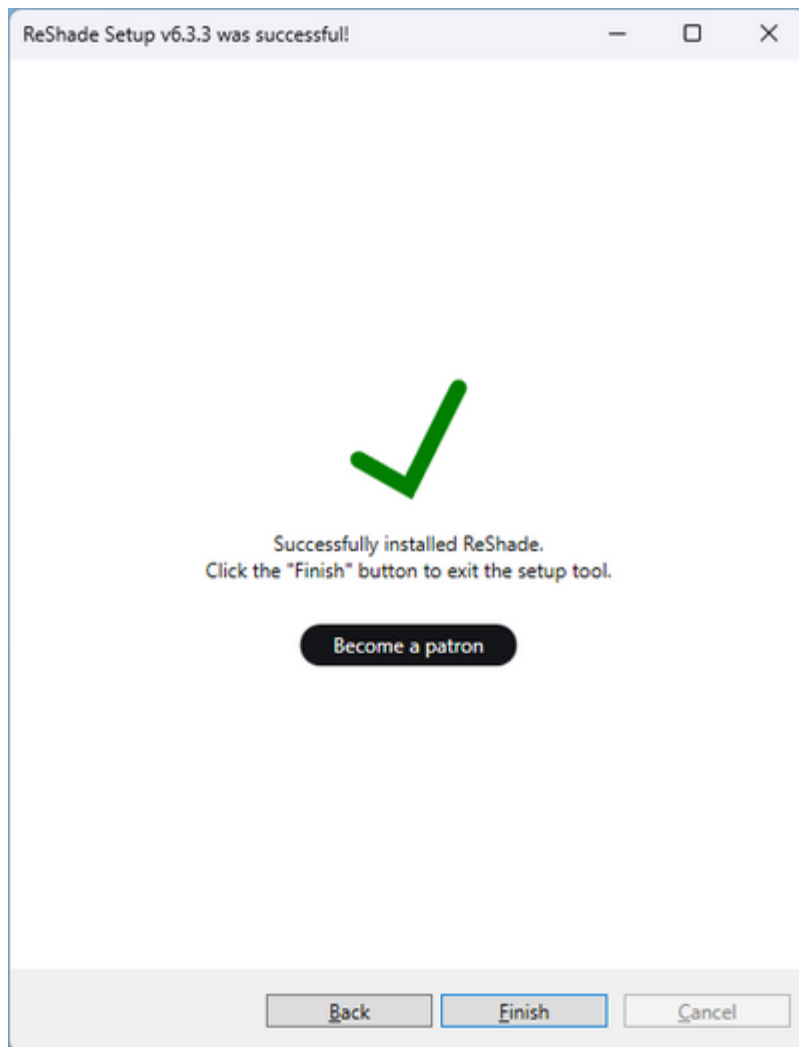 ReShade Setup v6.3.3 was successful!
Successfully installed ReShade.
Click the "Finish" button to exit the setup tool.
Become a patron
Back
Finish
Cancel